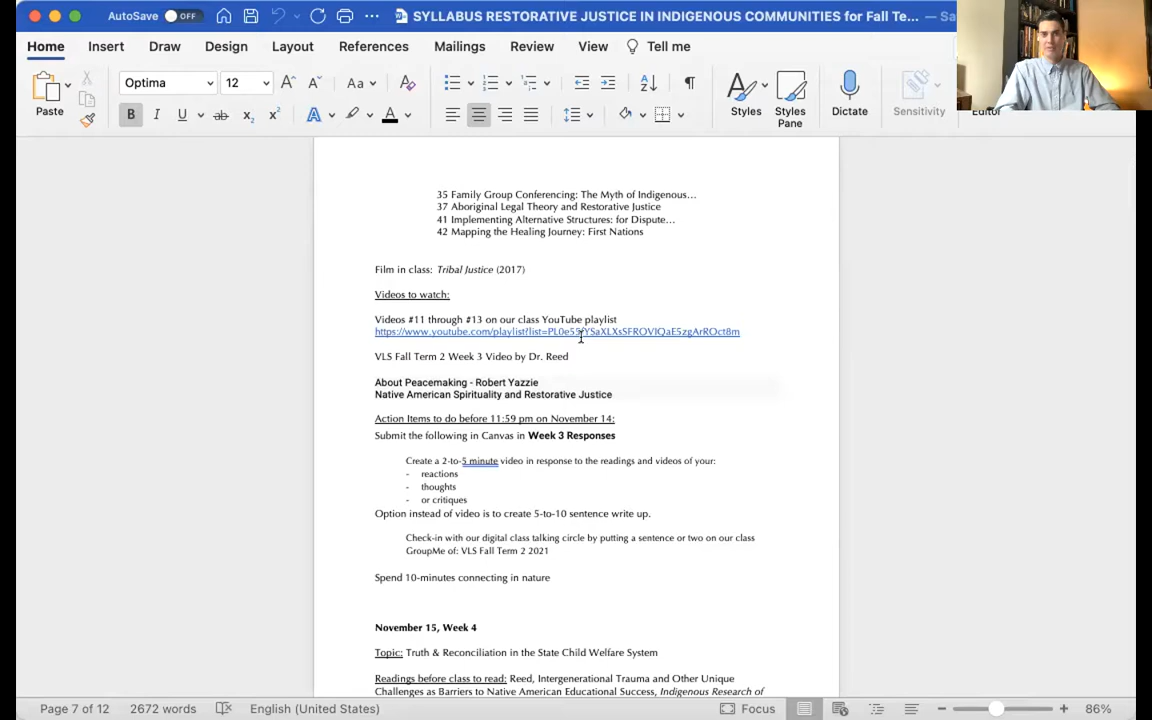 AutoSave OFF SYLLABUS RESTORATIVE JUSTICE IN INDIGENOUS COMMUNITIES for Fall Te... — Sa
Home Insert Draw Design Layout References Mailings Review View Tell me
Optima 12 Aa
Paste B I U ab x₂ x² A A Styles Styles Pane Dictate Sensitivity Editor
35 Family Group Conferencing: The Myth of Indigenous...
37 Aboriginal Legal Theory and Restorative Justice
41 Implementing Alternative Structures: for Dispute...
42 Mapping the Healing Journey: First Nations
Film in class: Tribal Justice (2017)
Videos to watch:
Videos #11 through #13 on our class YouTube playlist
https://www.youtube.com/playlist?list=PL0e55fYSaXLXsSFROVIQaE5zgArROct8m
VLS Fall Term 2 Week 3 Video by Dr. Reed
About Peacemaking - Robert Yazzie
Native American Spirituality and Restorative Justice
Action Items to do before 11:59 pm on November 14:
Submit the following in Canvas in Week 3 Responses
Create a 2-to-5 minute video in response to the readings and videos of your:
- reactions
- thoughts
- or critiques
Option instead of video is to create 5-to-10 sentence write up.
Check-in with our digital class talking circle by putting a sentence or two on our class
GroupMe of: VLS Fall Term 2 2021
Spend 10-minutes connecting in nature
November 15, Week 4
Topic: Truth & Reconciliation in the State Child Welfare System
Readings before class to read: Reed, Intergenerational Trauma and Other Unique
Challenges as Barriers to Native American Educational Success, Indigenous Research of
Page 7 of 12 2672 words English (United States) Focus 86%